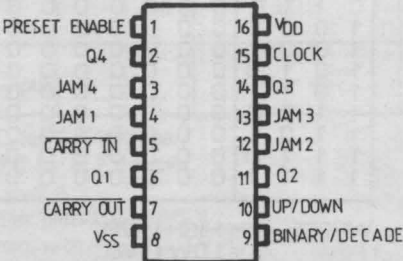 PRESET ENABLE 1 16 VDD
Q4 2 15 CLOCK
JAM 4 3 14 Q3
JAM 1 4 13 JAM 3
CARRY IN 5 12 JAM 2
Q1 6 11 Q2
CARRY OUT 7 10 UP/DOWN
VSS 8 9 BINARY/DECADE